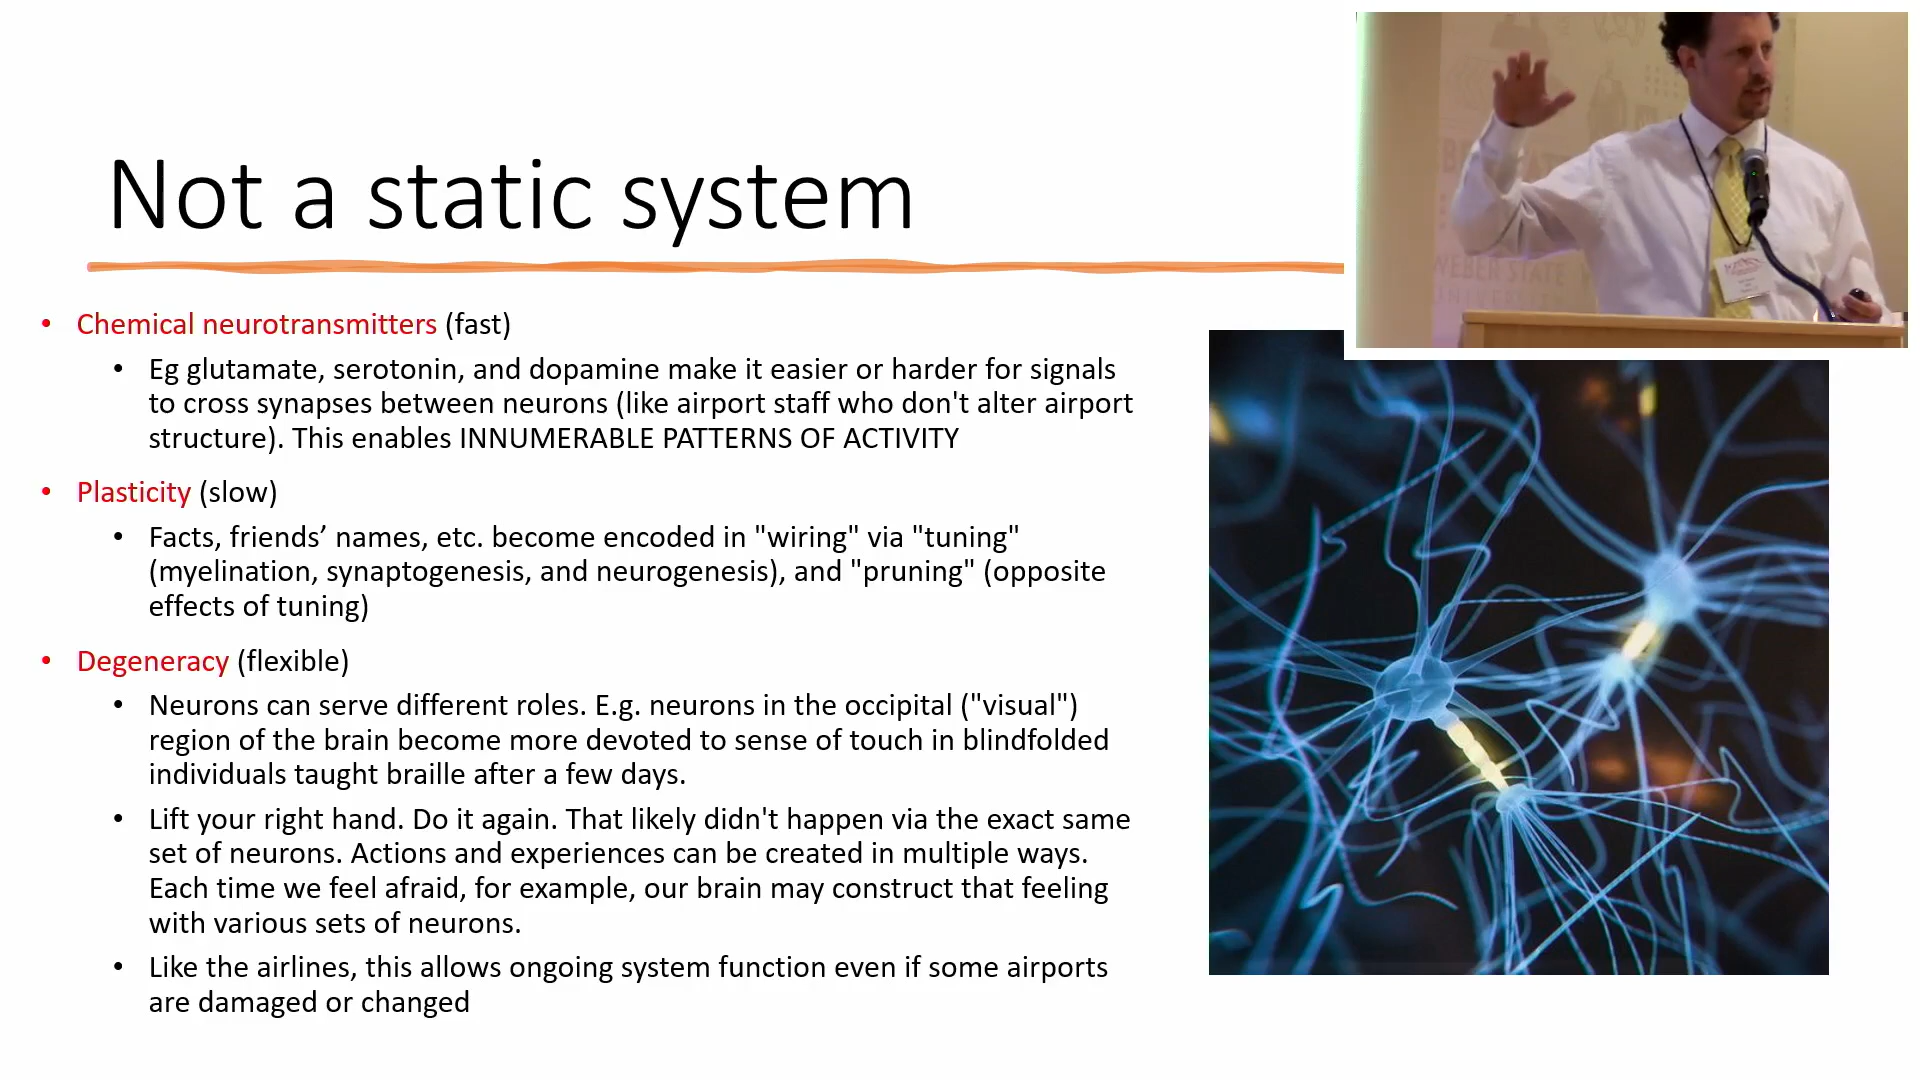 Not a static system
• Chemical neurotransmitters (fast)
• Eg glutamate, serotonin, and dopamine make it easier or harder for signals
to cross synapses between neurons (like airport staff who don't alter airport
structure). This enables INNUMERABLE PATTERNS OF ACTIVITY
• Plasticity (slow)
• Facts, friends’ names, etc. become encoded in "wiring" via "tuning"
(myelination, synaptogenesis, and neurogenesis), and "pruning" (opposite
effects of tuning)
• Degeneracy (flexible)
• Neurons can serve different roles. E.g. neurons in the occipital ("visual")
region of the brain become more devoted to sense of touch in blindfolded
individuals taught braille after a few days.
• Lift your right hand. Do it again. That likely didn't happen via the exact same
set of neurons. Actions and experiences can be created in multiple ways.
Each time we feel afraid, for example, our brain may construct that feeling
with various sets of neurons.
• Like the airlines, this allows ongoing system function even if some airports
are damaged or changed
WEBER STATE
UNIVERSITY